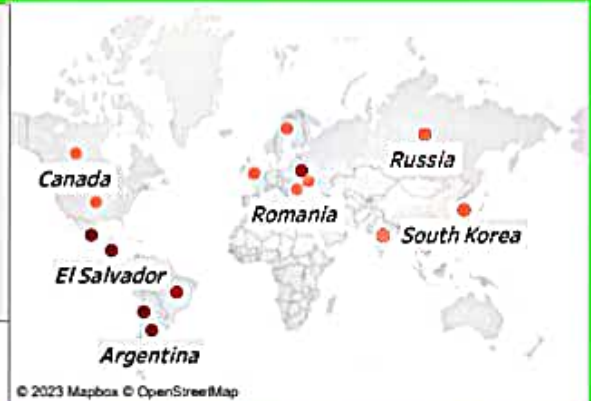 Canada
Russia
Romania
South Korea
El Salvador
Argentina
© 2023 Mapbox © OpenStreetMap